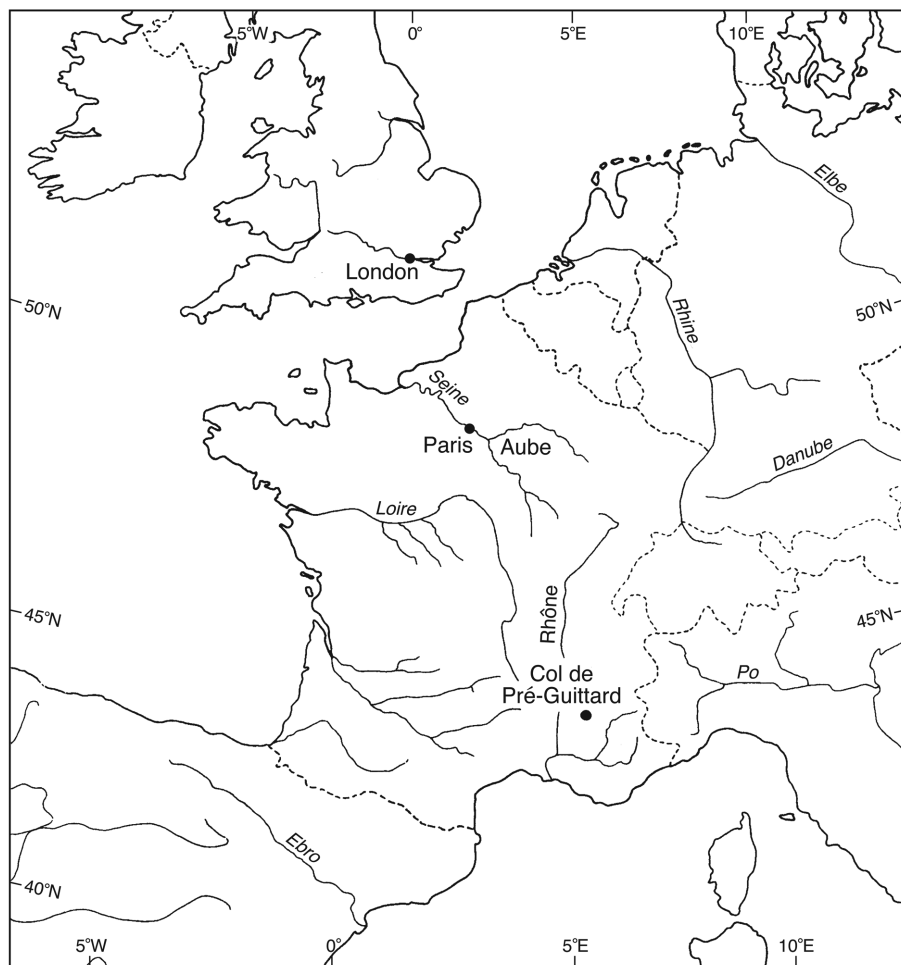 5°W
0°
5°E
10°E
Elbe
London
50°N
Rhine
50°N
Seine
Paris
Aube
Danube
Loire
Rhône
45°N
45°N
Col de
Pré-Guittard
Po
Ebro
40°N
5°W
0°
5°E
10°E